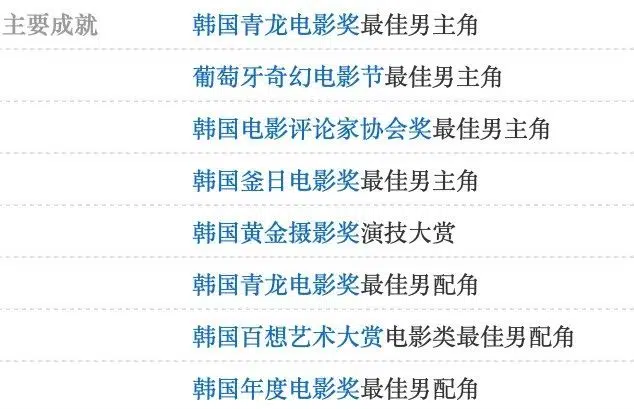 主要成就 韩国青龙电影奖最佳男主角
葡萄牙奇幻电影节最佳男主角
韩国电影评论家协会奖最佳男主角
韩国釜日电影奖最佳男主角
韩国黄金摄影奖演技大赏
韩国青龙电影奖最佳男配角
韩国百想艺术大赏电影类最佳男配角
韩国年度电影奖最佳男配角